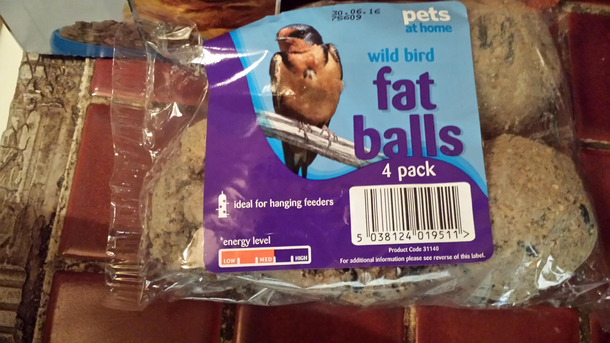 30.06.16
75609
pets
at home
wild bird
fat
balls
4 pack
ideal for hanging feeders
5 038124 019511 >
*energy level
LOW MED HIGH
Product Code 31140
For additional information please see reverse of this label.